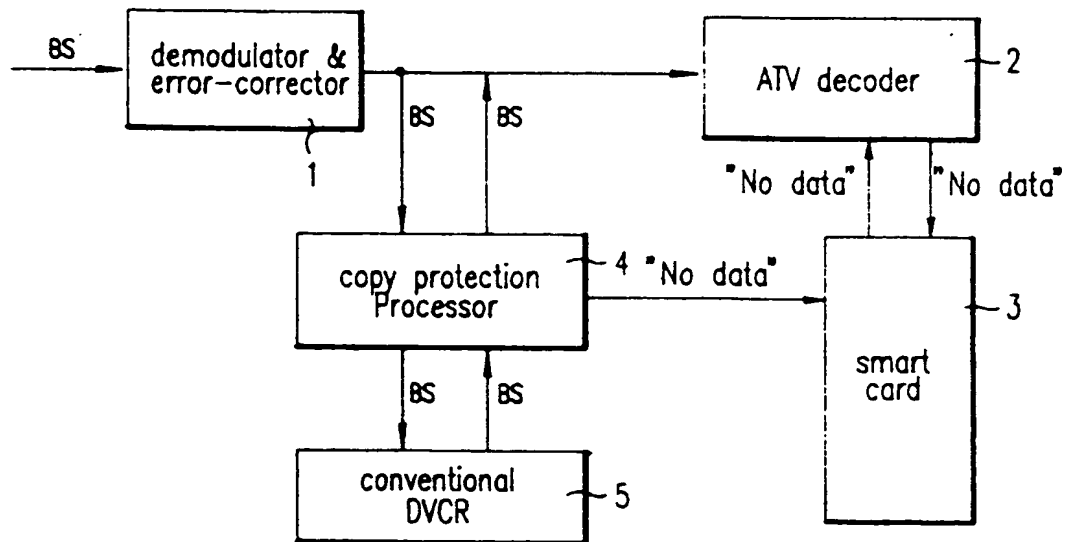 BS
demodulator &
error-corrector
1
BS
BS
ATV decoder
2
"No data"
"No data"
copy protection
Processor
4
"No data"
smart
card
3
BS
BS
conventional
DVCR
5